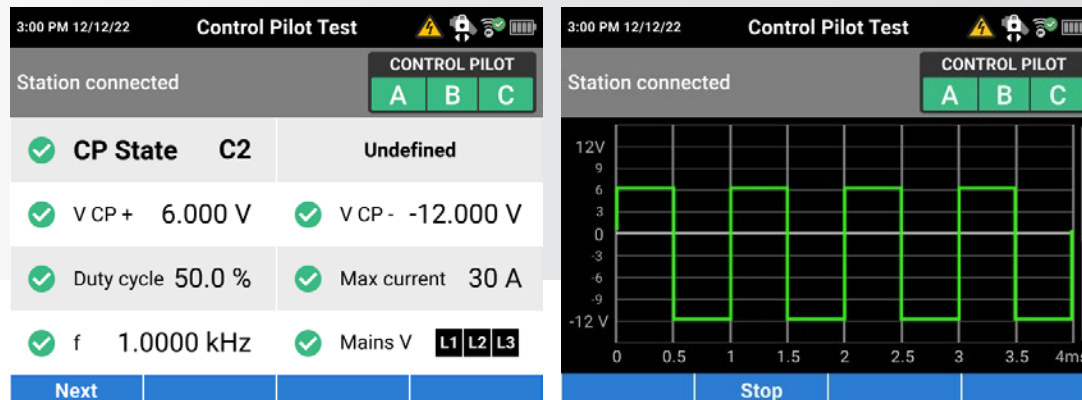 3:00 PM 12/12/22 Control Pilot Test
Station connected
CONTROL PILOT
A B C
CP State C2 Undefined
V CP + 6.000 V V CP - -12.000 V
Duty cycle 50.0 % Max current 30 A
f 1.0000 kHz Mains V L1 L2 L3
Next
3:00 PM 12/12/22 Control Pilot Test
Station connected
CONTROL PILOT
A B C
12V
9
6
3
0
-3
-6
-9
-12 V
0 0.5 1 1.5 2 2.5 3 3.5 4ms
Stop